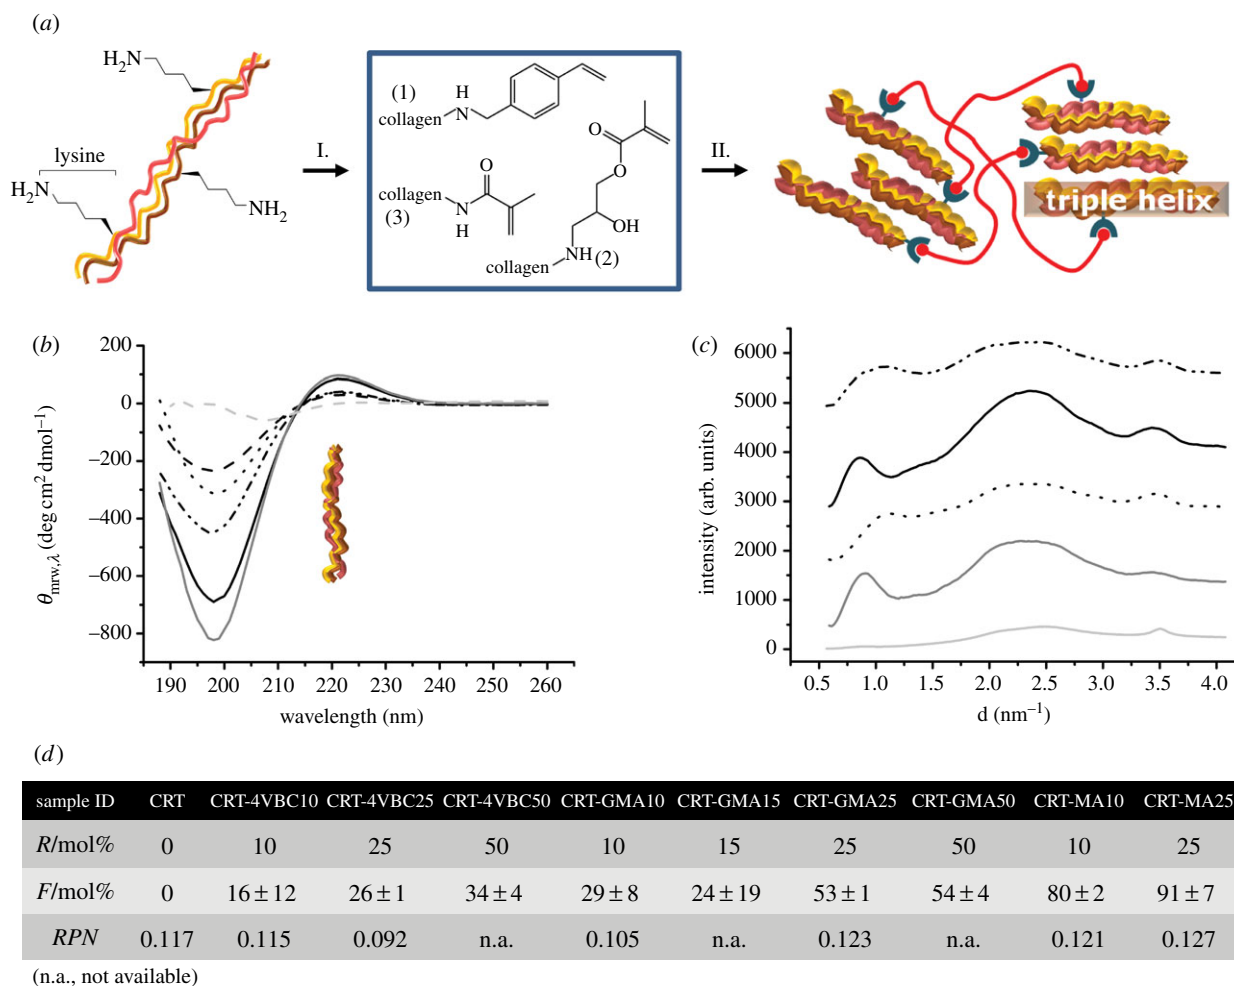 (a)
H2N
lysine
H2N
NH2
I.
(1)
H
collagen
N
collagen
(3)
O
N
H
O
O
OH
NH (2)
collagen
II.
triple helix
(b)
200
0
−200
−400
−600
−800
θmrw,λ (deg cm² dmol⁻¹)
190 200 210 220 230 240 250 260
wavelength (nm)
(c)
6000
5000
4000
3000
2000
1000
0
intensity (arb. units)
0.5 1.0 1.5 2.0 2.5 3.0 3.5 4.0
d (nm⁻¹)
(d)
sample ID CRT CRT-4VBC10 CRT-4VBC25 CRT-4VBC50 CRT-GMA10 CRT-GMA15 CRT-GMA25 CRT-GMA50 CRT-MA10 CRT-MA25
R/mol% 0 10 25 50 10 15 25 50 10 25
F/mol% 0 16 ± 12 26 ± 1 34 ± 4 29 ± 8 24 ± 19 53 ± 1 54 ± 4 80 ± 2 91 ± 7
RPN 0.117 0.115 0.092 n.a. 0.105 n.a. 0.123 n.a. 0.121 0.127
(n.a., not available)